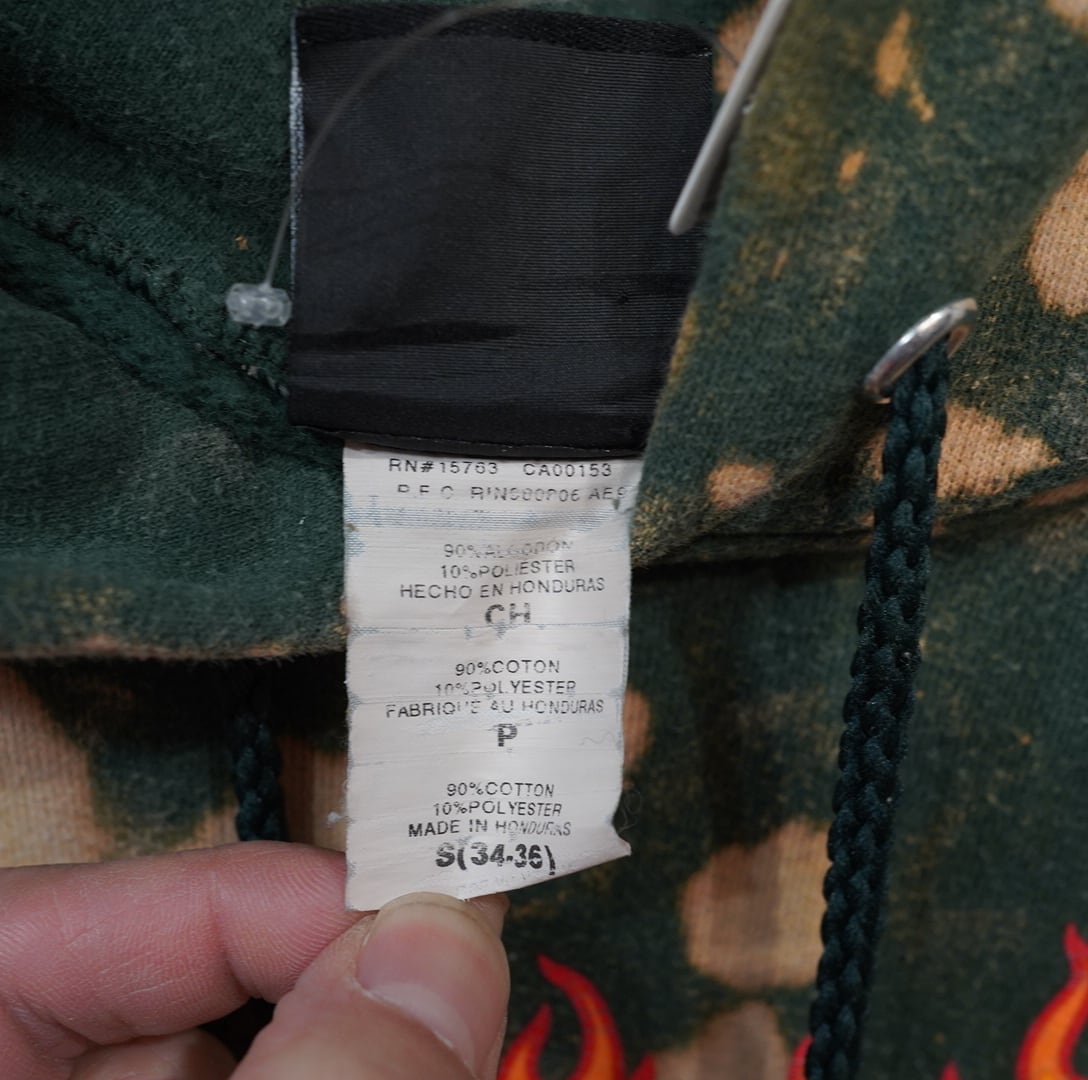 RN#15763 CA00153
R.F.C.
90%ALGODON
10%POLIESTER
HECHO EN HONDURAS
CH
90%COTON
10%POLYESTER
FABRIQUÉ AU HONDURAS
P
90%COTTON
10%POLYESTER
MADE IN HONDURAS
S(34-36)